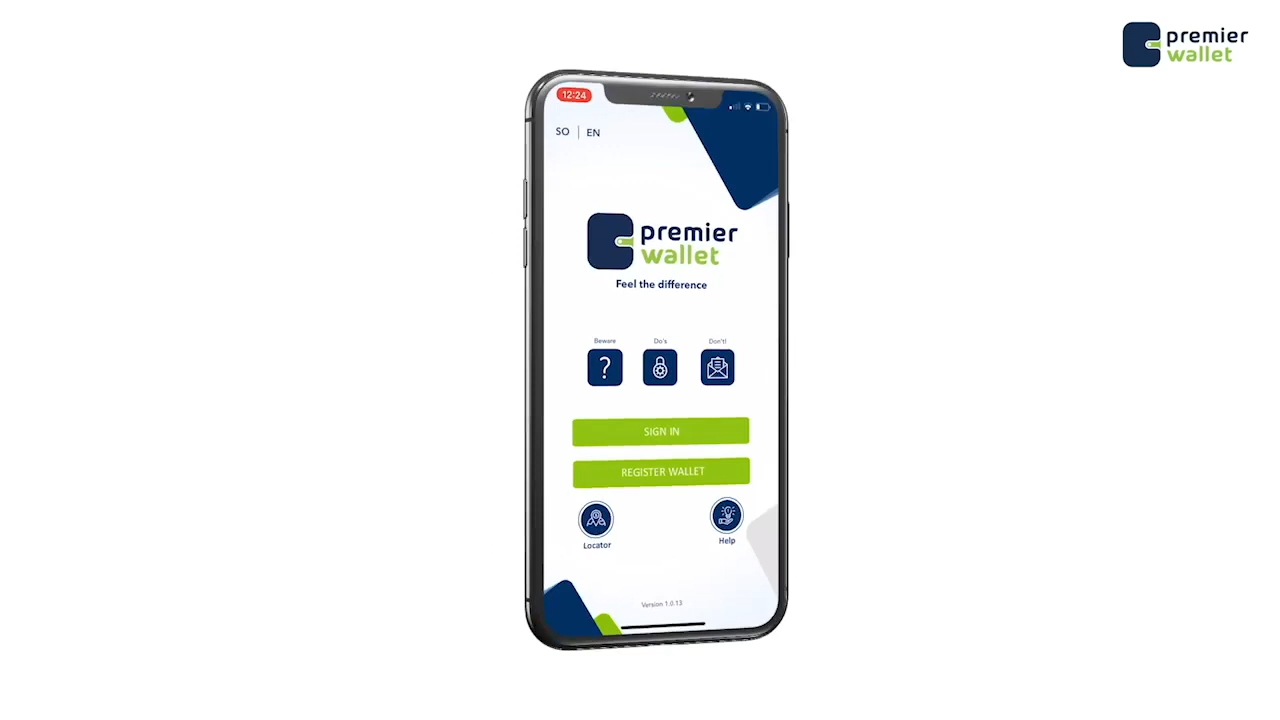 premier
wallet
12:24
SO | EN
premier
wallet
Feel the difference
Beware
Do's
Don't!
?
SIGN IN
REGISTER WALLET
Locator
Help
Version 1.0.13